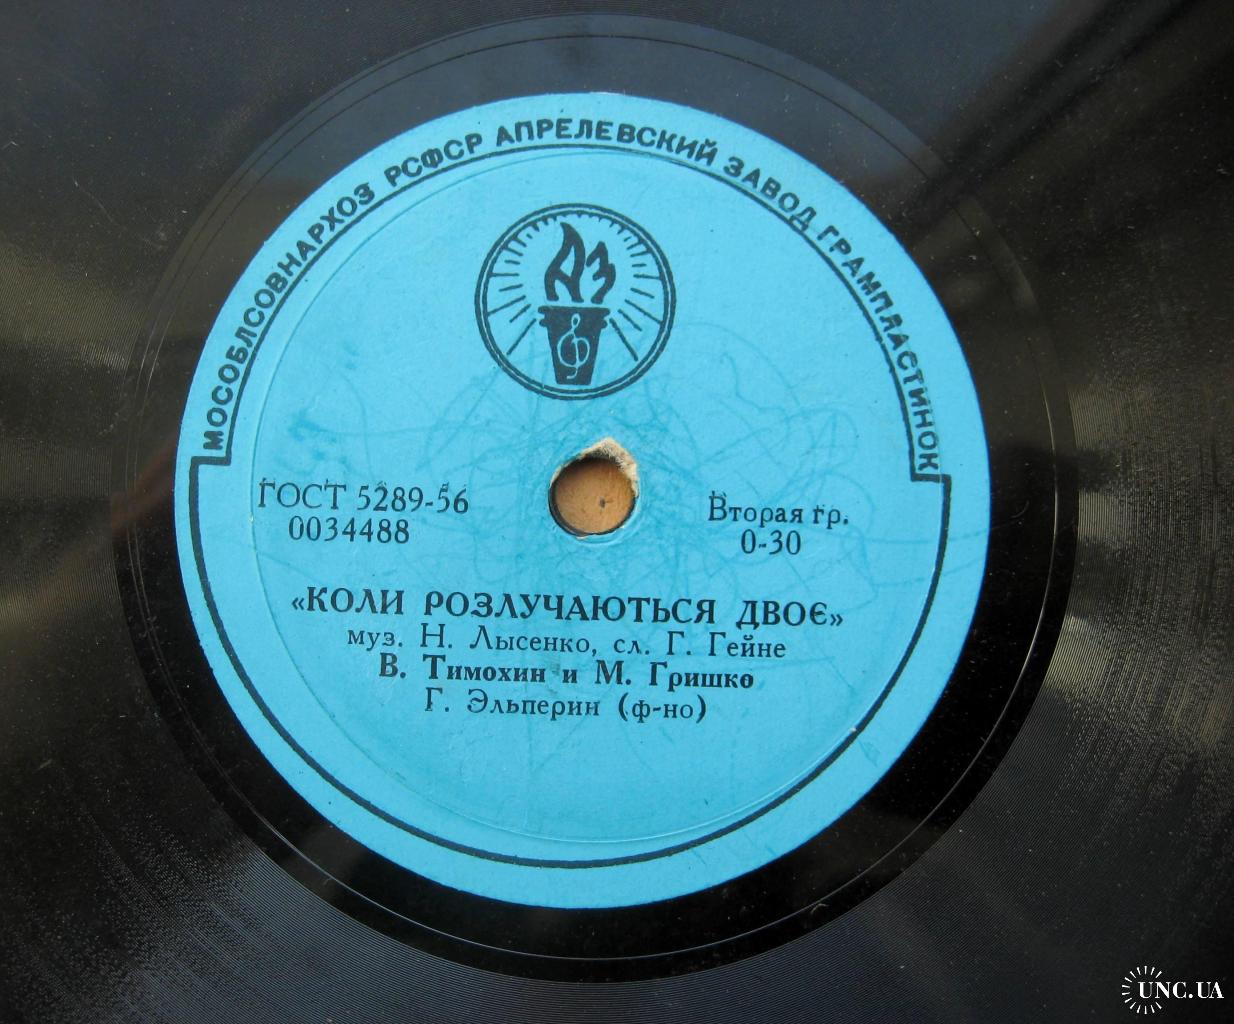 МОСОБЛСОВНАРХОЗ РСФСР АПРЕЛЕВСКИЙ ЗАВОД ГРАМПЛАСТИНОК
АЗ
ГОСТ 5289-56
0034488
Вторая гр.
0-30
«КОЛИ РОЗЛУЧАЮТЬСЯ ДВОЄ»
муз. Н. Лысенко, сл. Г. Гейне
В. Тимохин и М. Гришко
Г. Эльперин (ф-но)
UNC.UA